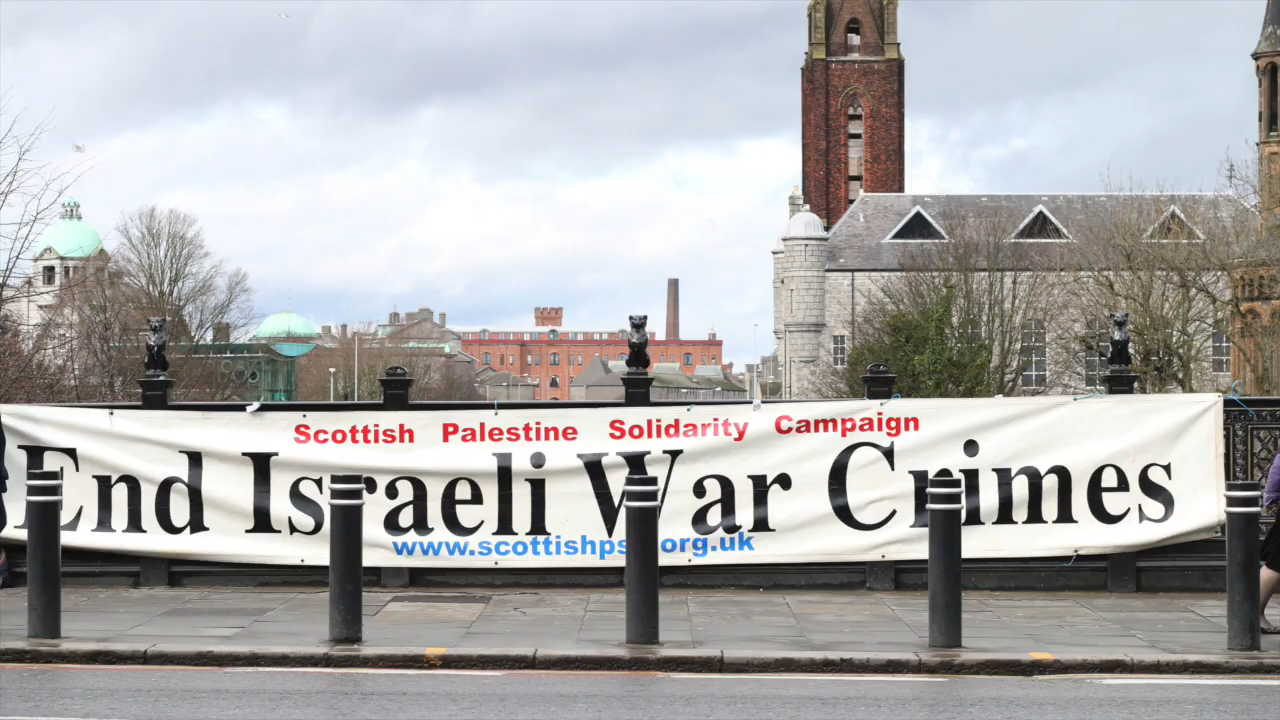 Scottish Palestine Solidarity Campaign
End Israeli War Crimes
www.scottishpsc.org.uk